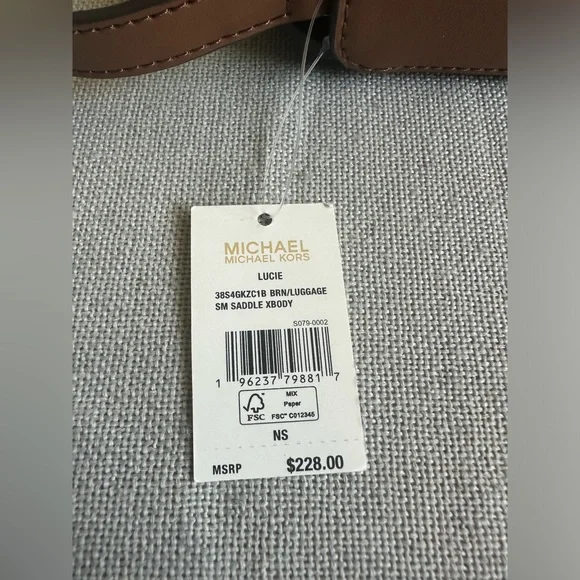 MICHAEL
MICHAEL KORS
LUCIE
38S4GKZC1B BRN/LUGGAGE
SM SADDLE XBODY
S079-0002
1 96237 79881 7
FSC
MIX
Paper
FSC™ C012345
NS
MSRP $228.00